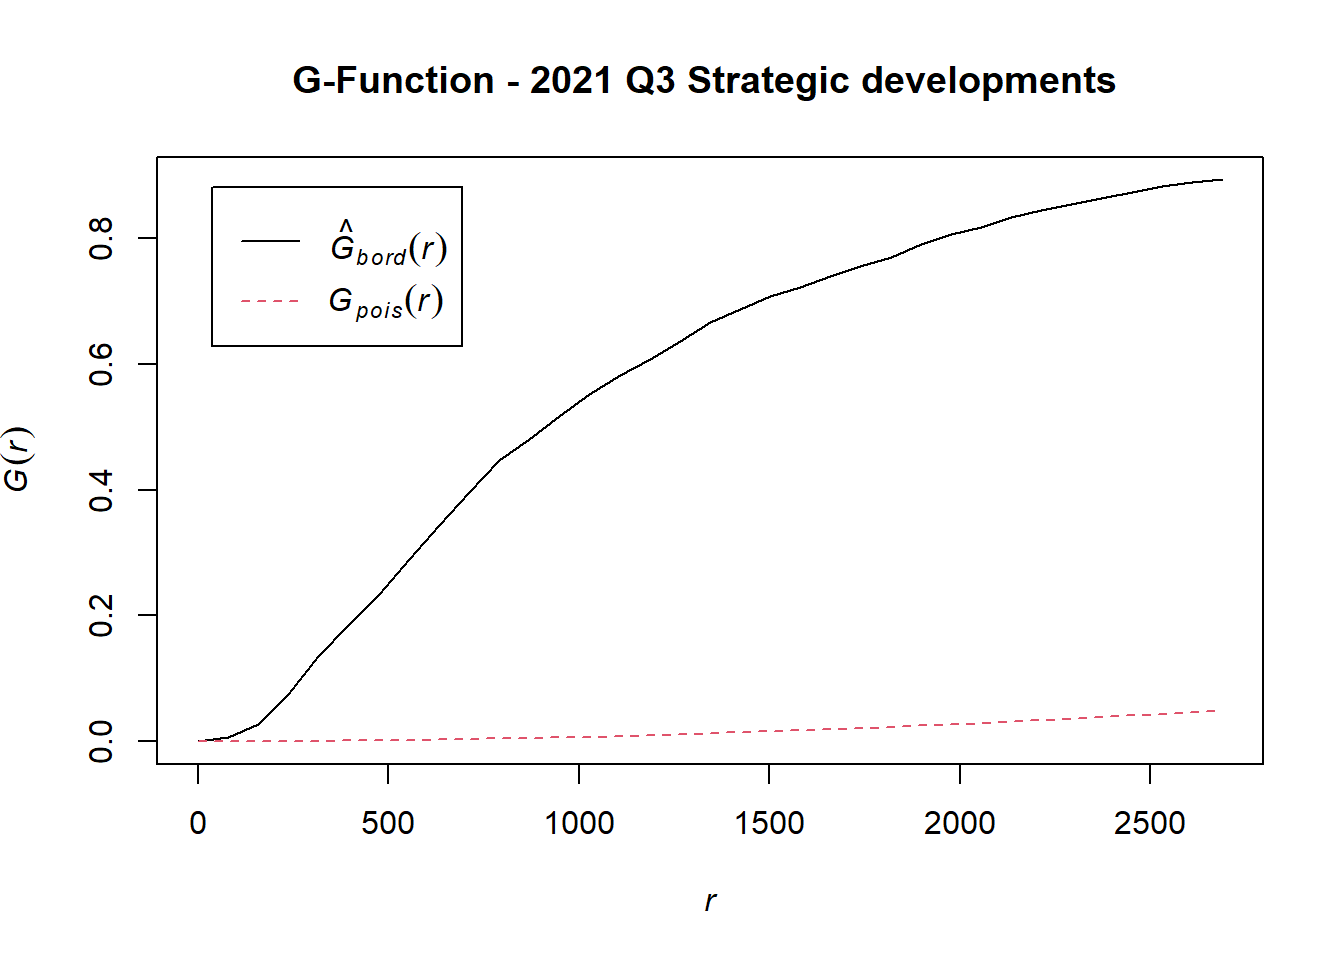 G-Function - 2021 Q3 Strategic developments
Ĝbord(r)
Gpois(r)
G(r)
0.8
0.6
0.4
0.2
0.0
0 500 1000 1500 2000 2500
r